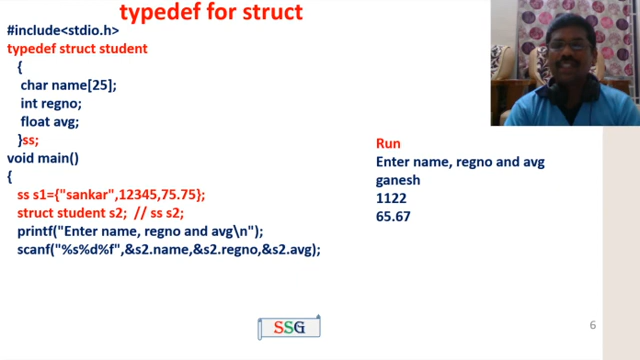 typedef for struct
#include<stdio.h>
typedef struct student
{
char name[25];
int regno;
float avg;
}ss;
void main()
{
ss s1={"sankar",12345,75.75};
struct student s2; // ss s2;
printf("Enter name, regno and avg\n");
scanf("%s%d%f",&s2.name,&s2.regno,&s2.avg);
Run
Enter name, regno and avg
ganesh
1122
65.67
SSG
6